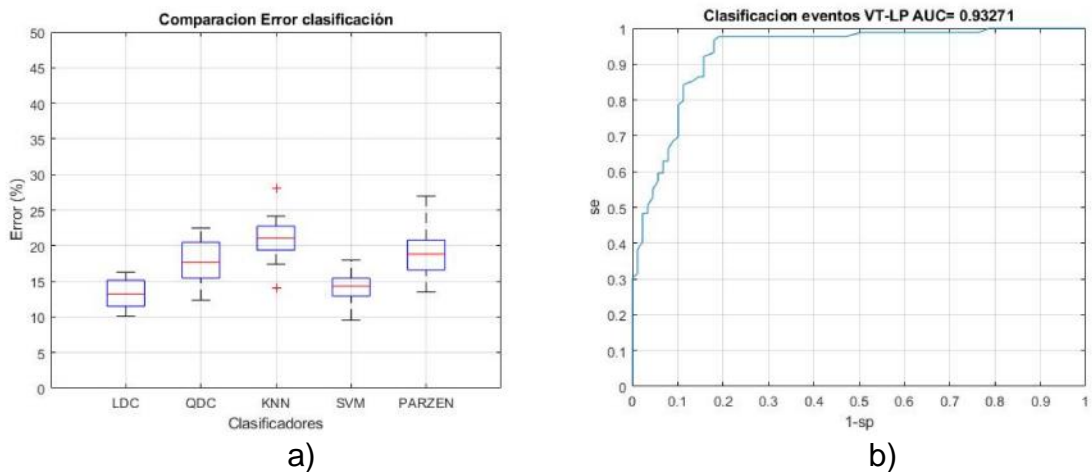 Comparacion Error clasificación
50
45
40
35
30
25
20
15
10
5
0
Error (%)
LDC QDC KNN SVM PARZEN
Clasificadores
a)
Clasificacion eventos VT-LP AUC= 0.93271
1
0.9
0.8
0.7
0.6
0.5
0.4
0.3
0.2
0.1
0
se
0 0.1 0.2 0.3 0.4 0.5 0.6 0.7 0.8 0.9 1
1-sp
b)